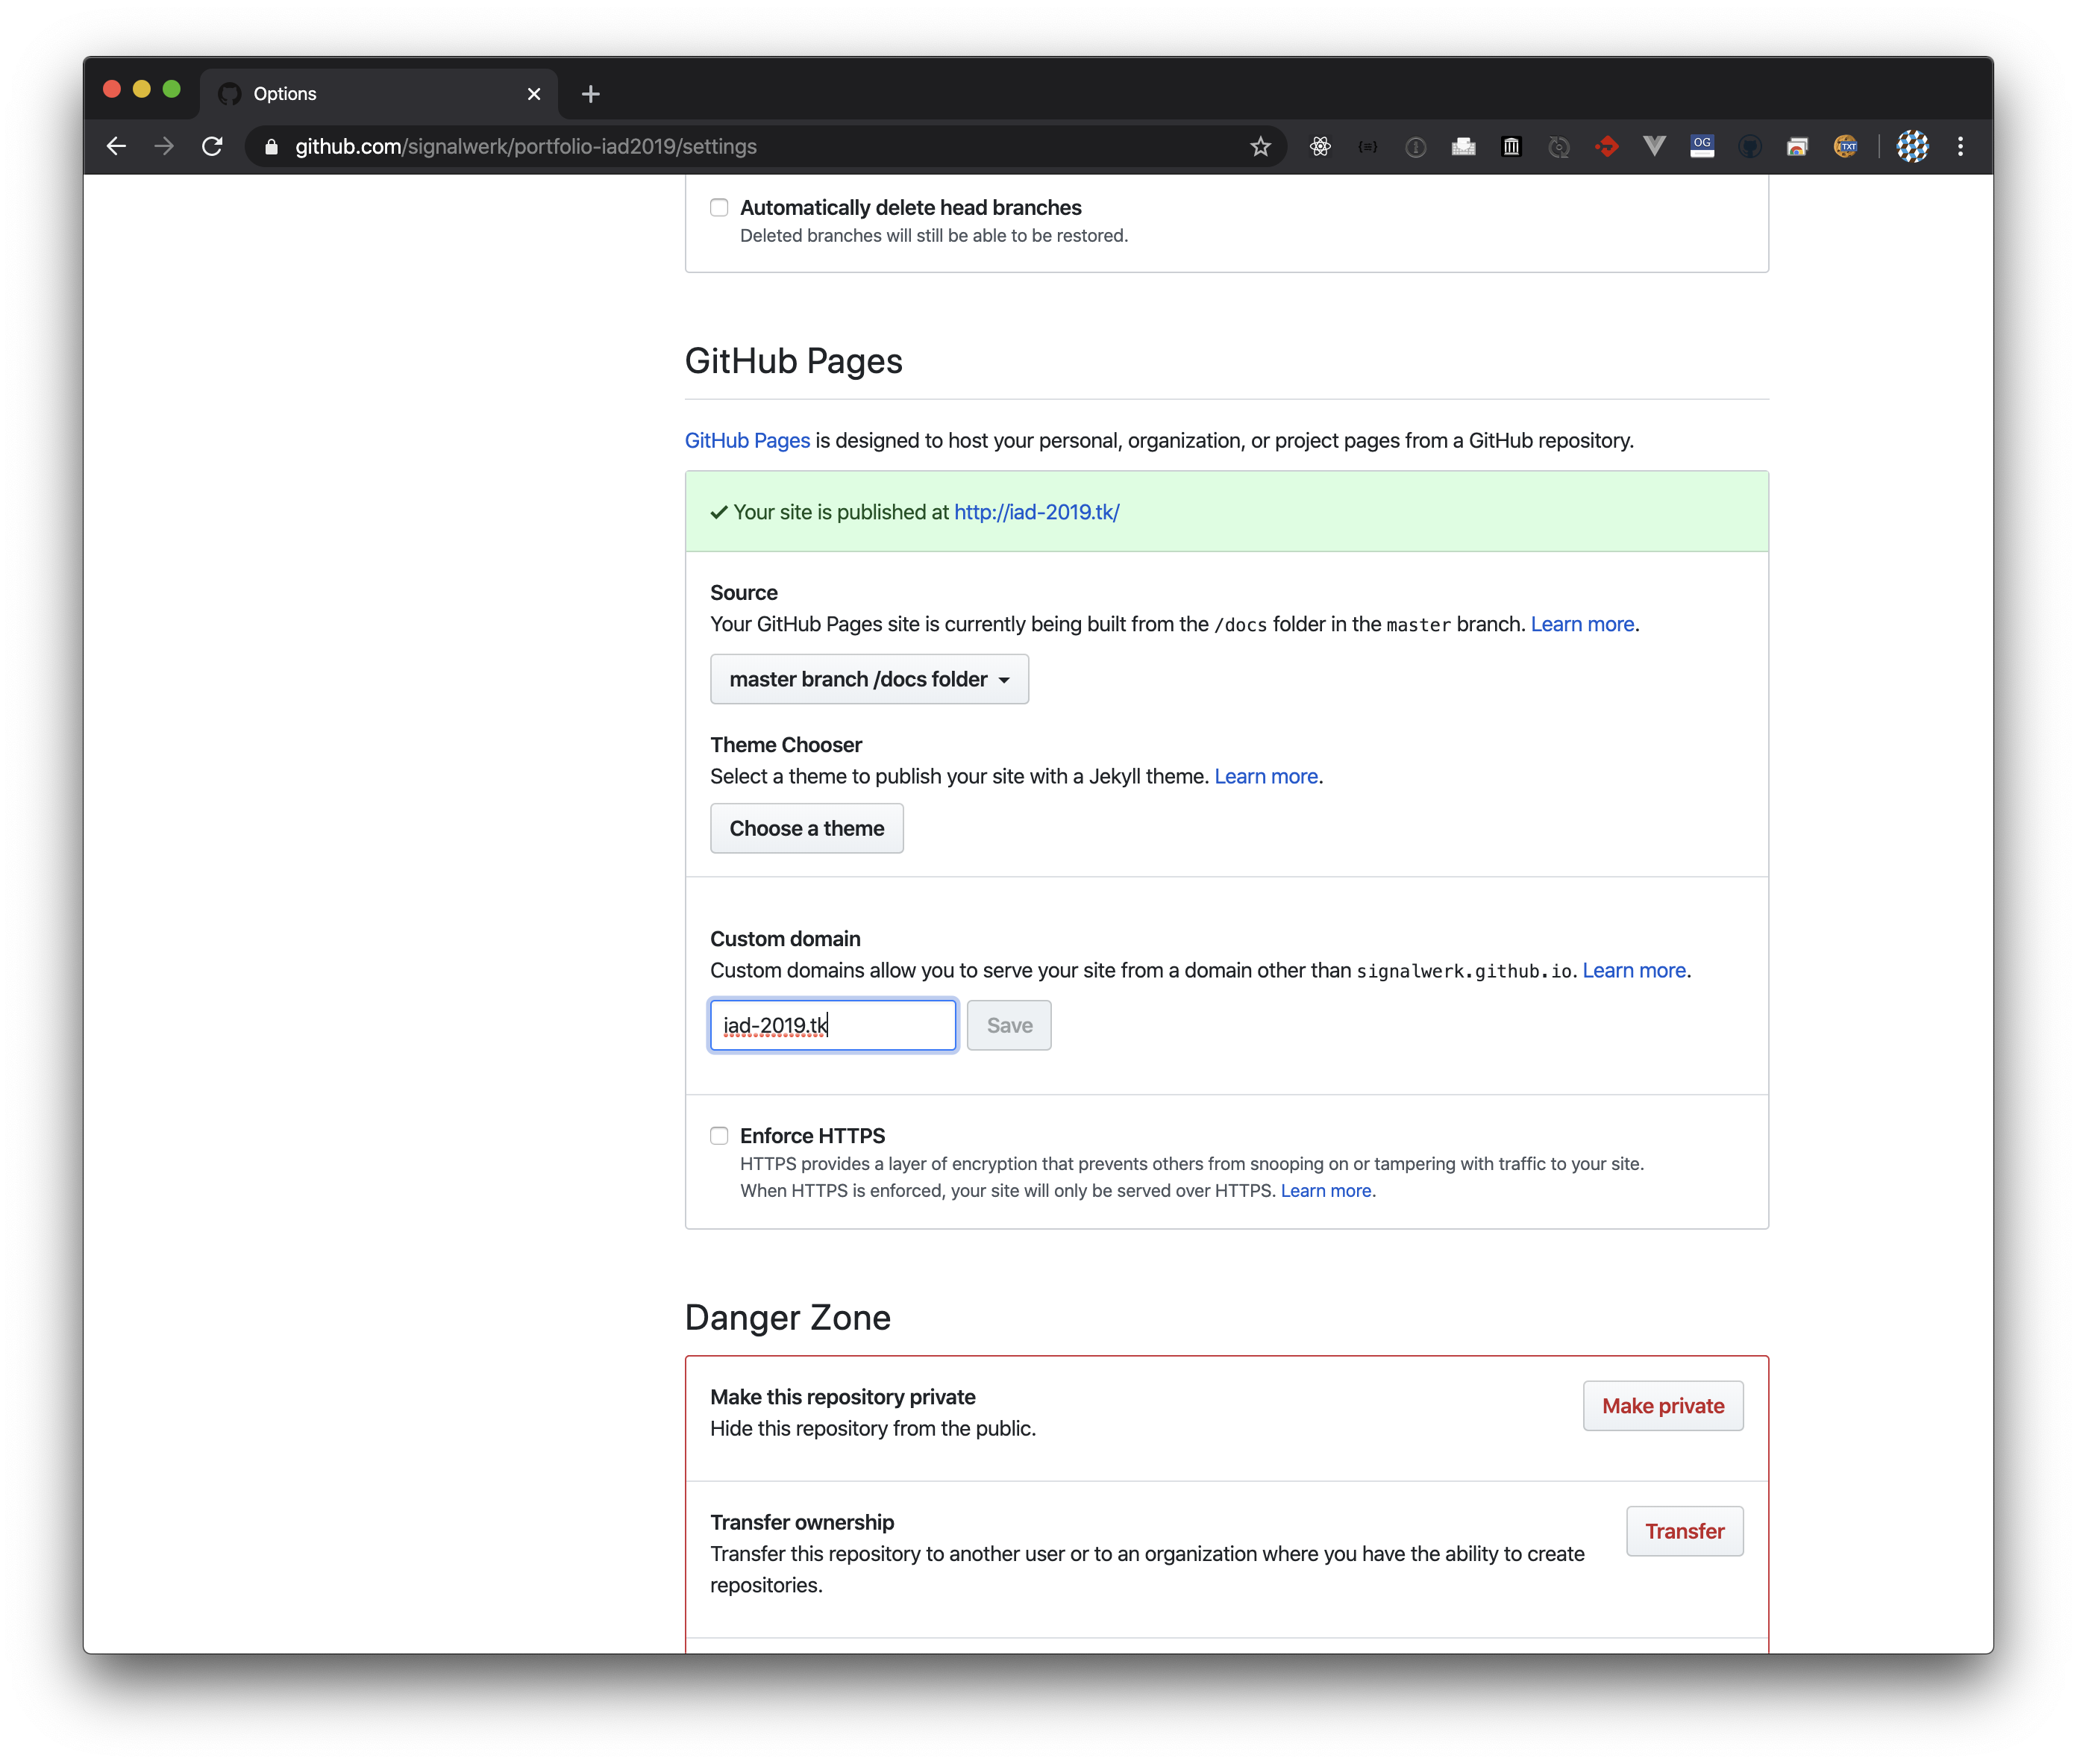 Options
github.com/signalwerk/portfolio-iad2019/settings
OG
TXT
Automatically delete head branches
Deleted branches will still be able to be restored.
GitHub Pages
GitHub Pages is designed to host your personal, organization, or project pages from a GitHub repository.
Your site is published at http://iad-2019.tk/
Source
Your GitHub Pages site is currently being built from the /docs folder in the master branch. Learn more.
master branch /docs folder
Theme Chooser
Select a theme to publish your site with a Jekyll theme. Learn more.
Choose a theme
Custom domain
Custom domains allow you to serve your site from a domain other than signalwerk.github.io. Learn more.
iad-2019.tk
Save
Enforce HTTPS
HTTPS provides a layer of encryption that prevents others from snooping on or tampering with traffic to your site.
When HTTPS is enforced, your site will only be served over HTTPS. Learn more.
Danger Zone
Make this repository private
Make private
Hide this repository from the public.
Transfer ownership
Transfer
Transfer this repository to another user or to an organization where you have the ability to create
repositories.